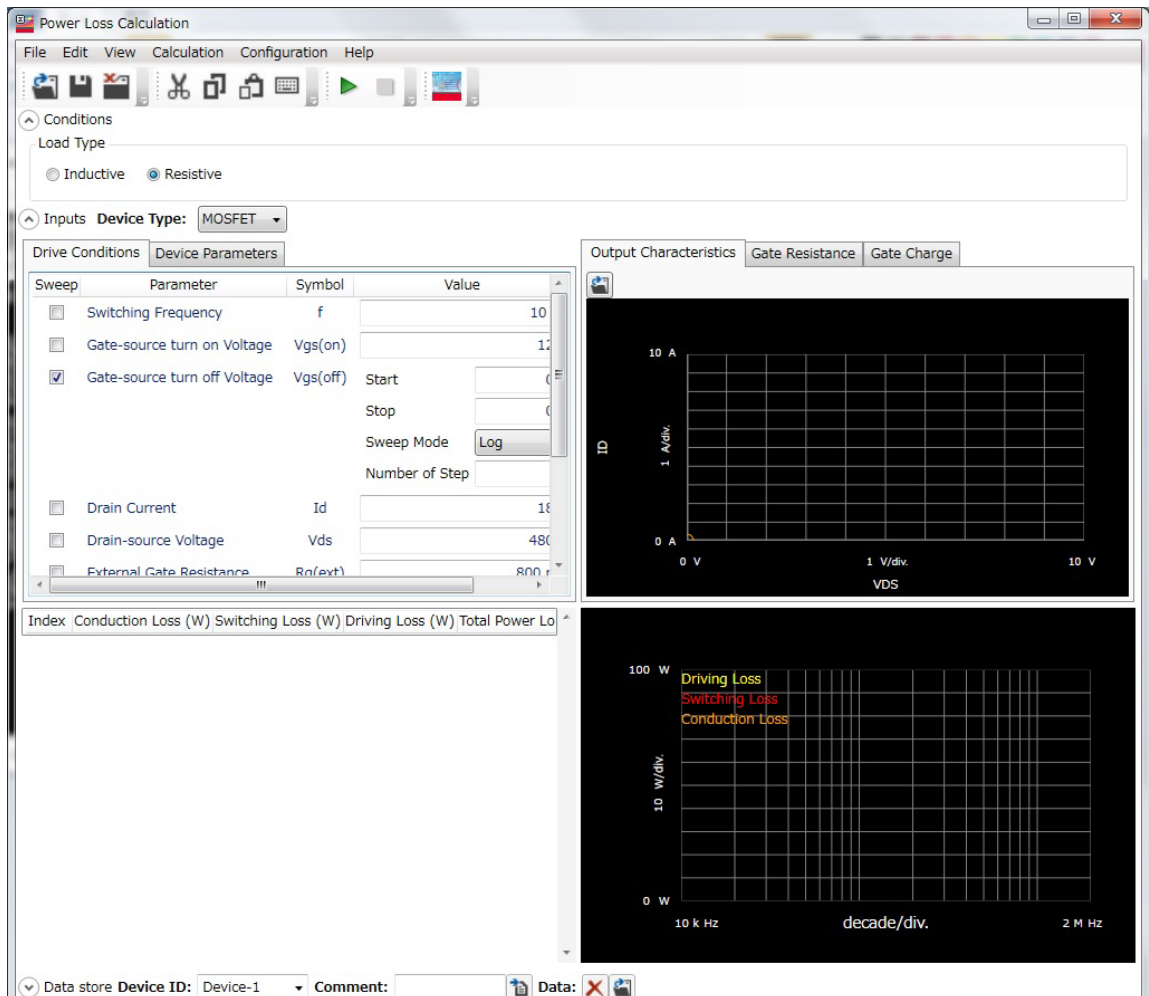 Power Loss Calculation
File Edit View Calculation Configuration Help
Conditions
Load Type
Inductive Resistive
Inputs Device Type: MOSFET
Drive Conditions Device Parameters
Sweep Parameter Symbol Value
Switching Frequency f 10
Gate-source turn on Voltage Vgs(on) 12
Gate-source turn off Voltage Vgs(off) Start
Stop
Sweep Mode Log
Number of Step
Drain Current Id 18
Drain-source Voltage Vds 480
External Gate Resistance Rg(ext) 800
Output Characteristics Gate Resistance Gate Charge
10 A
ID
1 A/div.
0 A
0 V 1 V/div. 10 V
VDS
Index Conduction Loss (W) Switching Loss (W) Driving Loss (W) Total Power Lo
100 W
Driving Loss
Switching Loss
Conduction Loss
10 W/div.
0 W
10 k Hz decade/div. 2 M Hz
Data store Device ID: Device-1 Comment: Data: